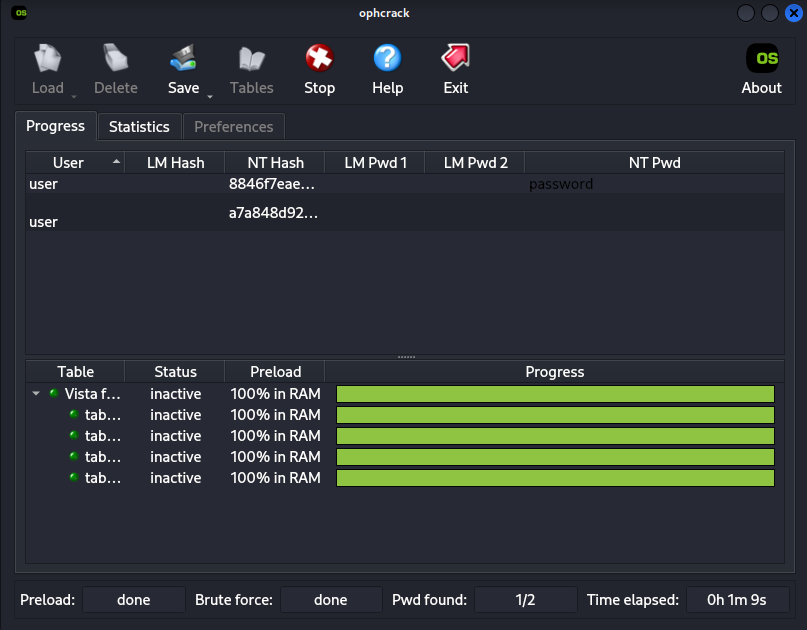 OS ophcrack
Load Delete Save Tables Stop Help Exit OS About
Progress Statistics Preferences
User LM Hash NT Hash LM Pwd 1 LM Pwd 2 NT Pwd
user 8846f7eae... password
user a7a848d92...
Table Status Preload Progress
Vista f... inactive 100% in RAM
tab... inactive 100% in RAM
tab... inactive 100% in RAM
tab... inactive 100% in RAM
tab... inactive 100% in RAM
Preload: done Brute force: done Pwd found: 1/2 Time elapsed: 0h 1m 9s